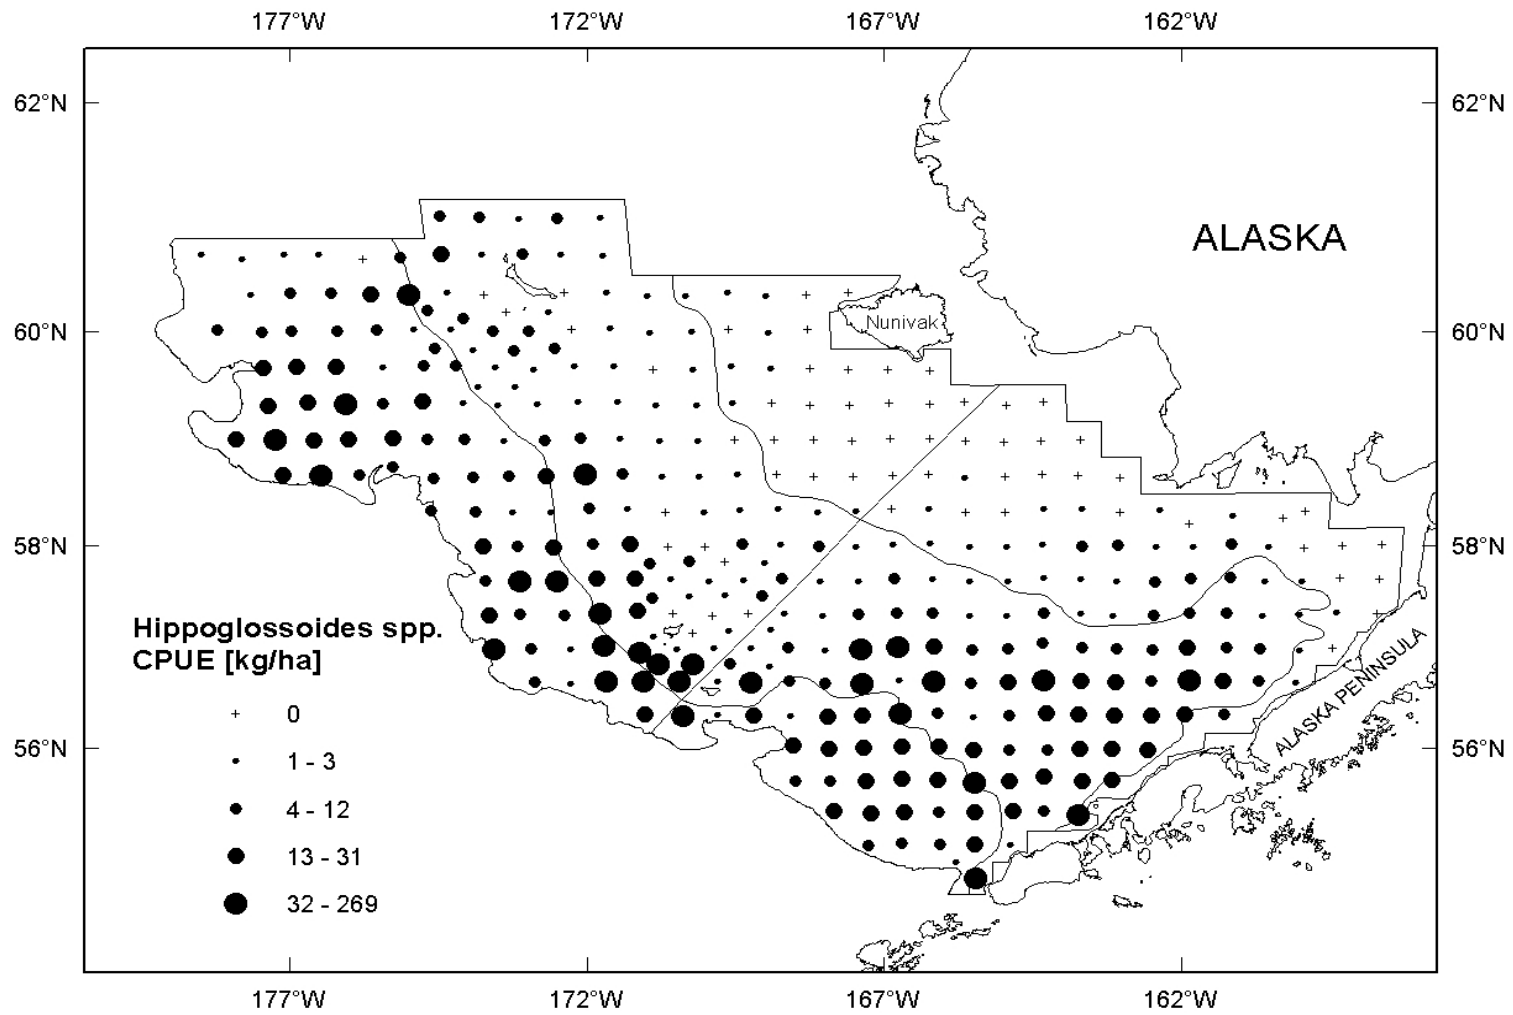 177°W 172°W 167°W 162°W
62°N 62°N
ALASKA
60°N Nunivak 60°N
58°N 58°N
Hippoglossoides spp.
CPUE [kg/ha]
+ 0
1 - 3
4 - 12
13 - 31
32 - 269
ALASKA PENINSULA
56°N 56°N
177°W 172°W 167°W 162°W